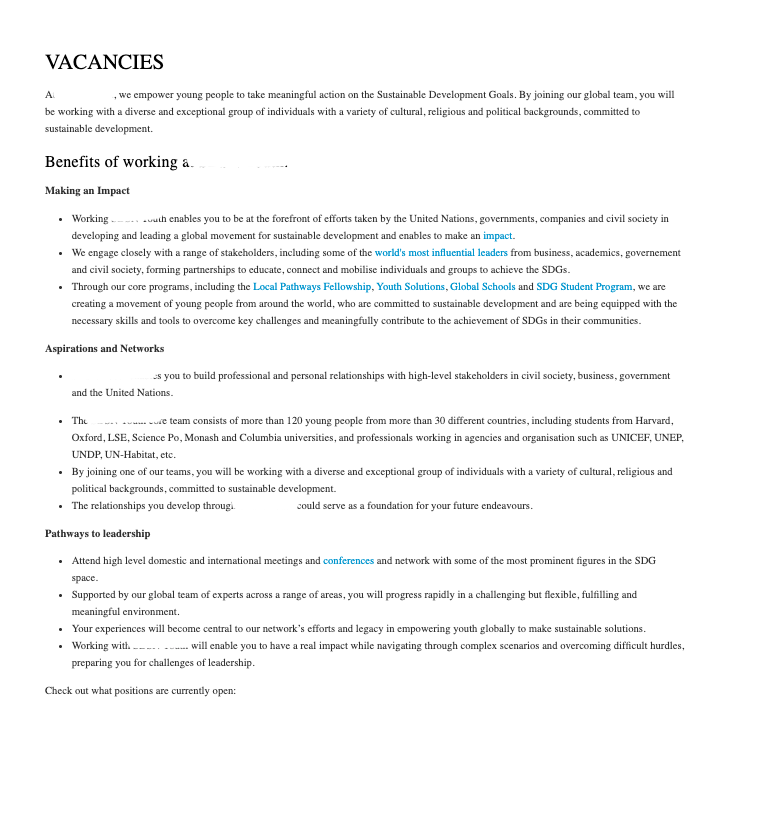 VACANCIES
, we empower young people to take meaningful action on the Sustainable Development Goals. By joining our global team, you will
be working with a diverse and exceptional group of individuals with a variety of cultural, religious and political backgrounds, committed to
sustainable development.
Benefits of working
Making an Impact
• Working Youth enables you to be at the forefront of efforts taken by the United Nations, governments, companies and civil society in
developing and leading a global movement for sustainable development and enables to make an impact.
• We engage closely with a range of stakeholders, including some of the world's most influential leaders from business, academics, governement
and civil society, forming partnerships to educate, connect and mobilise individuals and groups to achieve the SDGs.
• Through our core programs, including the Local Pathways Fellowship, Youth Solutions, Global Schools and SDG Student Program, we are
creating a movement of young people from around the world, who are committed to sustainable development and are being equipped with the
necessary skills and tools to overcome key challenges and meaningfully contribute to the achievement of SDGs in their communities.
Aspirations and Networks
• you to build professional and personal relationships with high-level stakeholders in civil society, business, government
and the United Nations.
• The core team consists of more than 120 young people from more than 30 different countries, including students from Harvard,
Oxford, LSE, Science Po, Monash and Columbia universities, and professionals working in agencies and organisation such as UNICEF, UNEP,
UNDP, UN-Habitat, etc.
• By joining one of our teams, you will be working with a diverse and exceptional group of individuals with a variety of cultural, religious and
political backgrounds, committed to sustainable development.
• The relationships you develop through could serve as a foundation for your future endeavours.
Pathways to leadership
• Attend high level domestic and international meetings and conferences and network with some of the most prominent figures in the SDG
space.
• Supported by our global team of experts across a range of areas, you will progress rapidly in a challenging but flexible, fulfilling and
meaningful environment.
• Your experiences will become central to our network's efforts and legacy in empowering youth globally to make sustainable solutions.
• Working with will enable you to have a real impact while navigating through complex scenarios and overcoming difficult hurdles,
preparing you for challenges of leadership.
Check out what positions are currently open: